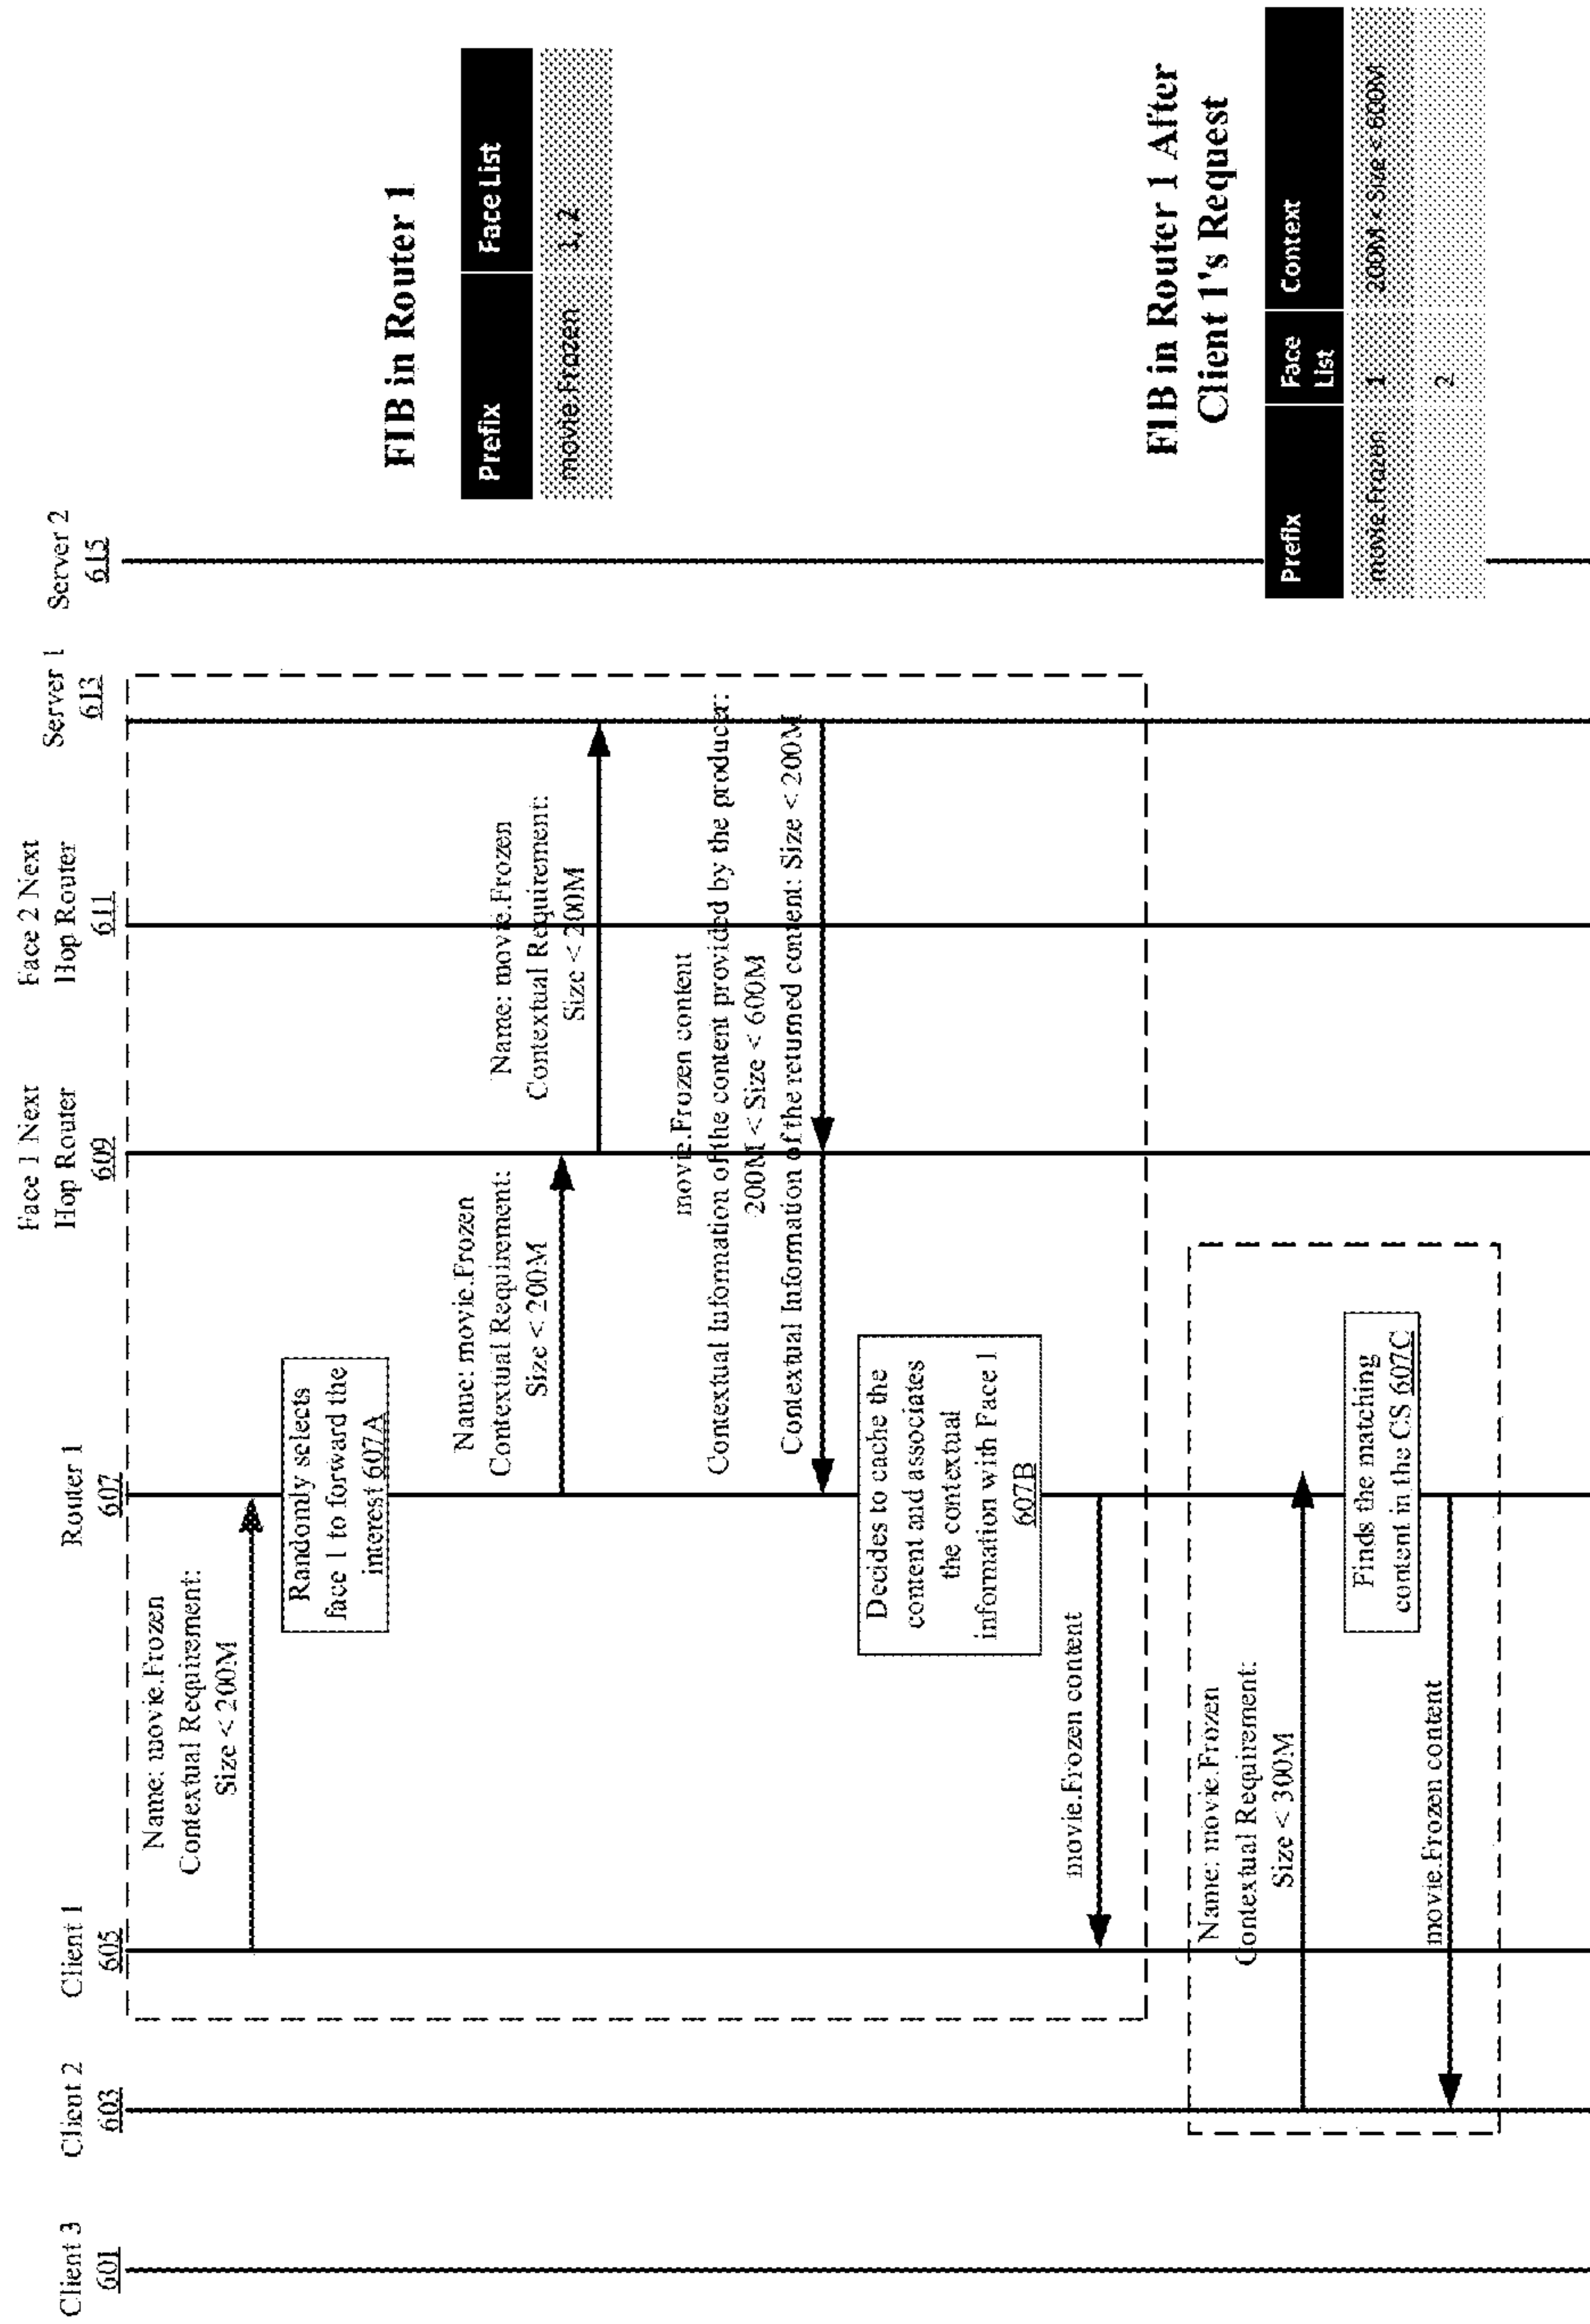 Client 3
601
Client 2
603
Client 1
605
Router 1
607
Face 1 Next
Hop Router
609
Face 2 Next
Hop Router
611
Server 1
613
Server 2
615
Name: movie.Frozen
Contextual Requirement:
Size < 200M
Randomly selects
face 1 to forward the
interest 607A
Name: movie.Frozen
Contextual Requirement:
Size < 200M
Name: movie.Frozen
Contextual Requirement:
Size < 200M
FIB in Router 1
Prefix Face List
movie.Frozen 1, 2
movie.Frozen content
Contextual Information of the content provided by the producer:
200M < Size < 600M
Contextual Information of the returned content: Size < 200M
Decides to cache the
content and associates
the contextual
information with Face 1
607B
movie.Frozen content
Name: movie.Frozen
Contextual Requirement:
Size < 300M
Finds the matching
content in the CS 607C
movie.Frozen content
FIB in Router 1 After
Client 1's Request
Prefix Face List Context
movie.Frozen 1 200M < Size < 600M
2